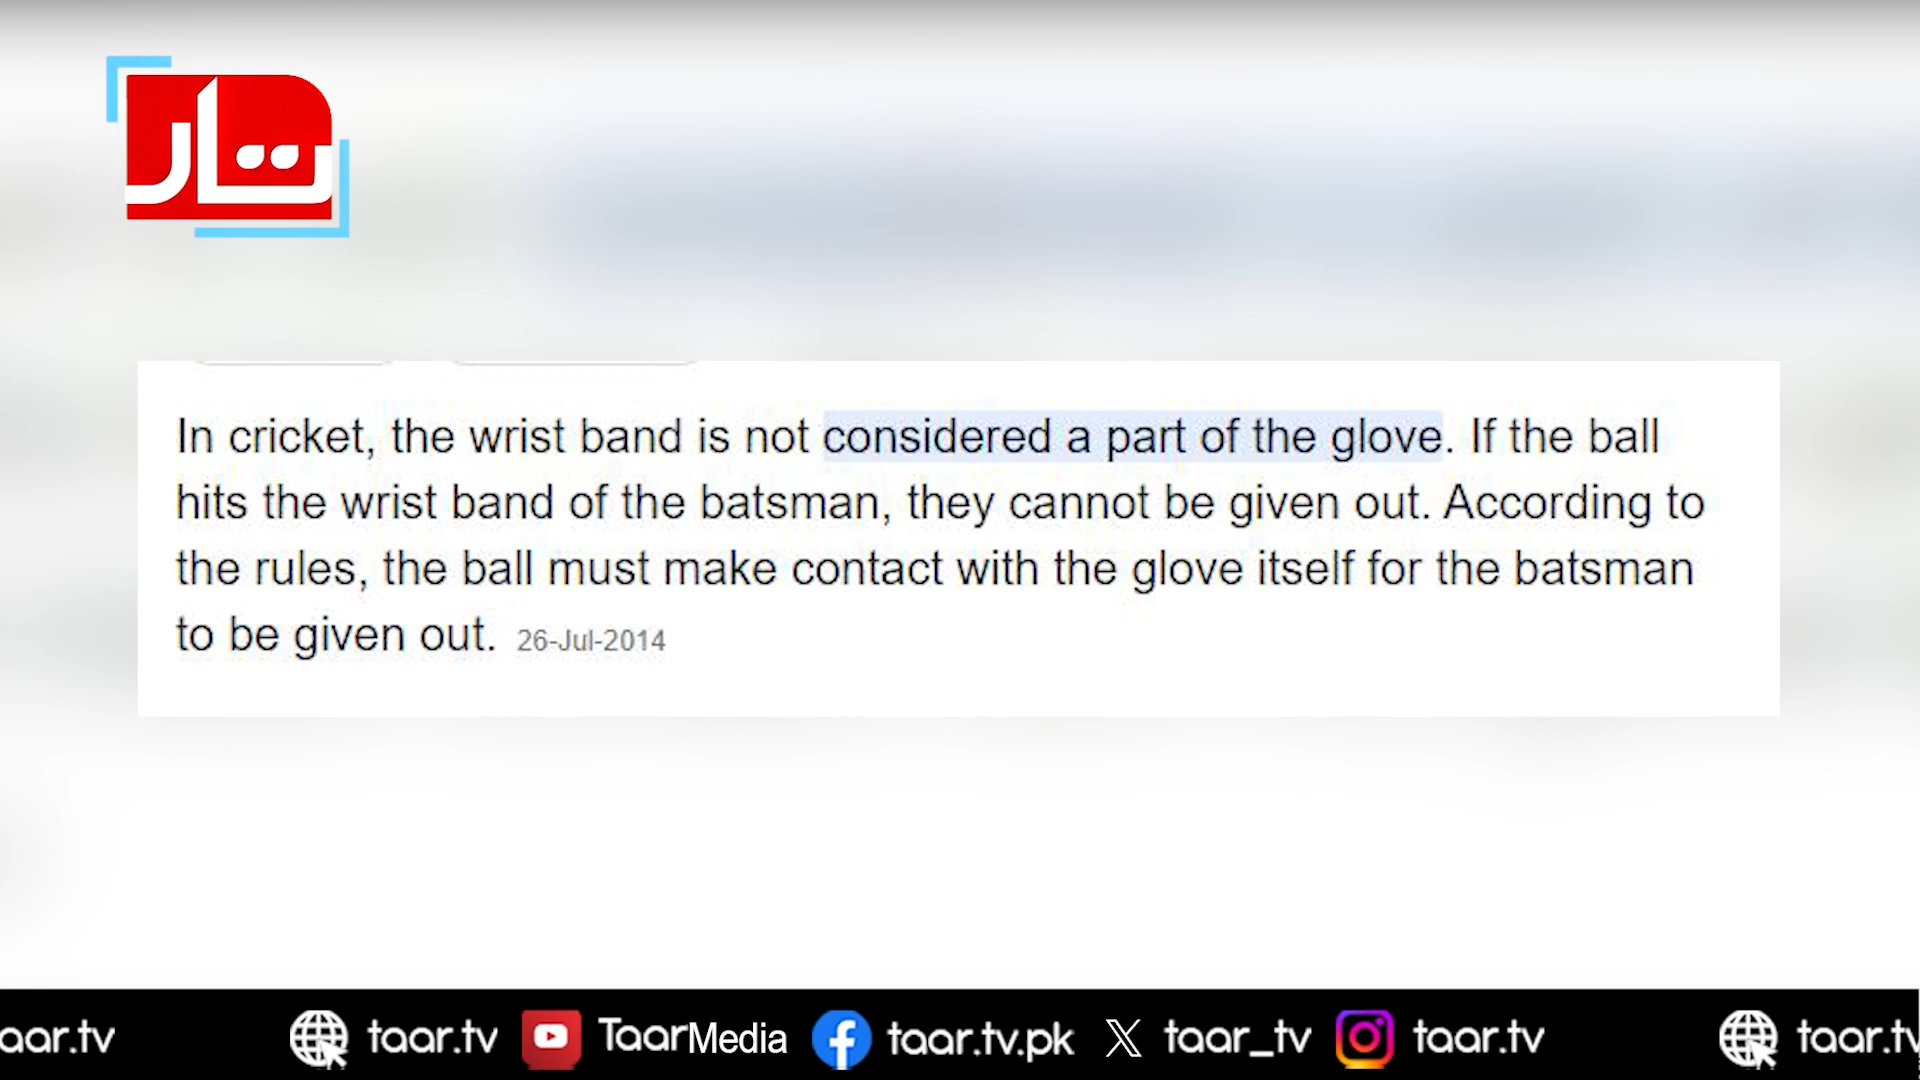 تار
In cricket, the wrist band is not considered a part of the glove. If the ball
hits the wrist band of the batsman, they cannot be given out. According to
the rules, the ball must make contact with the glove itself for the batsman
to be given out. 26-Jul-2014
aar.tv taar.tv TaarMedia taar.tv.pk taar_tv taar.tv taar.tv